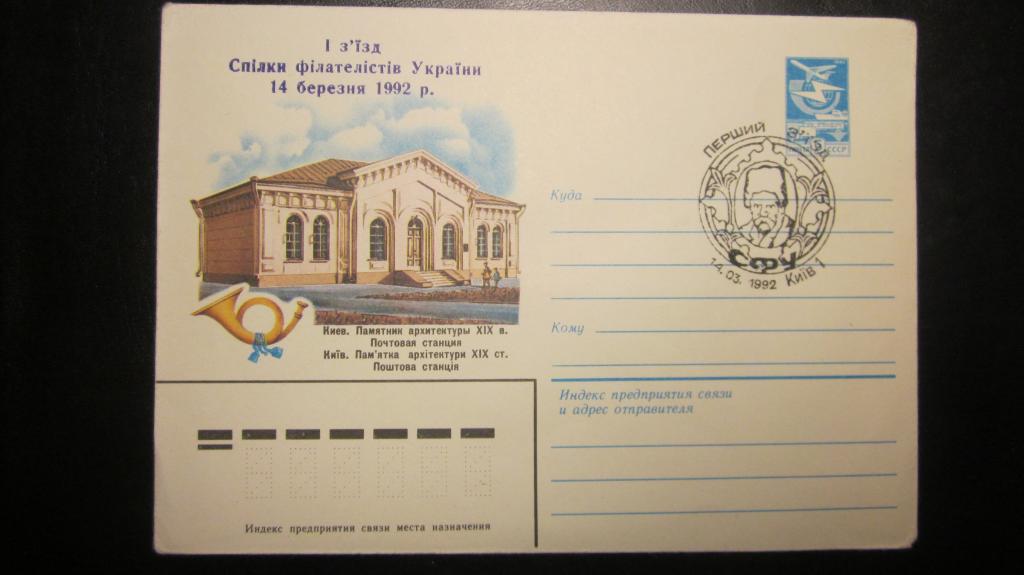 І з'їзд
Спілки філателістів України
14 березня 1992 р.
ПЕРШИЙ З'ЇЗД
СФУ
14.03.1992 Київ 1
СССР
Куда
Кому
Киев. Памятник архитектуры XIX в.
Почтовая станция
Київ. Пам'ятка архітектури XIX ст.
Поштова станція
Индекс предприятия связи
и адрес отправителя
Индекс предприятия связи места назначения